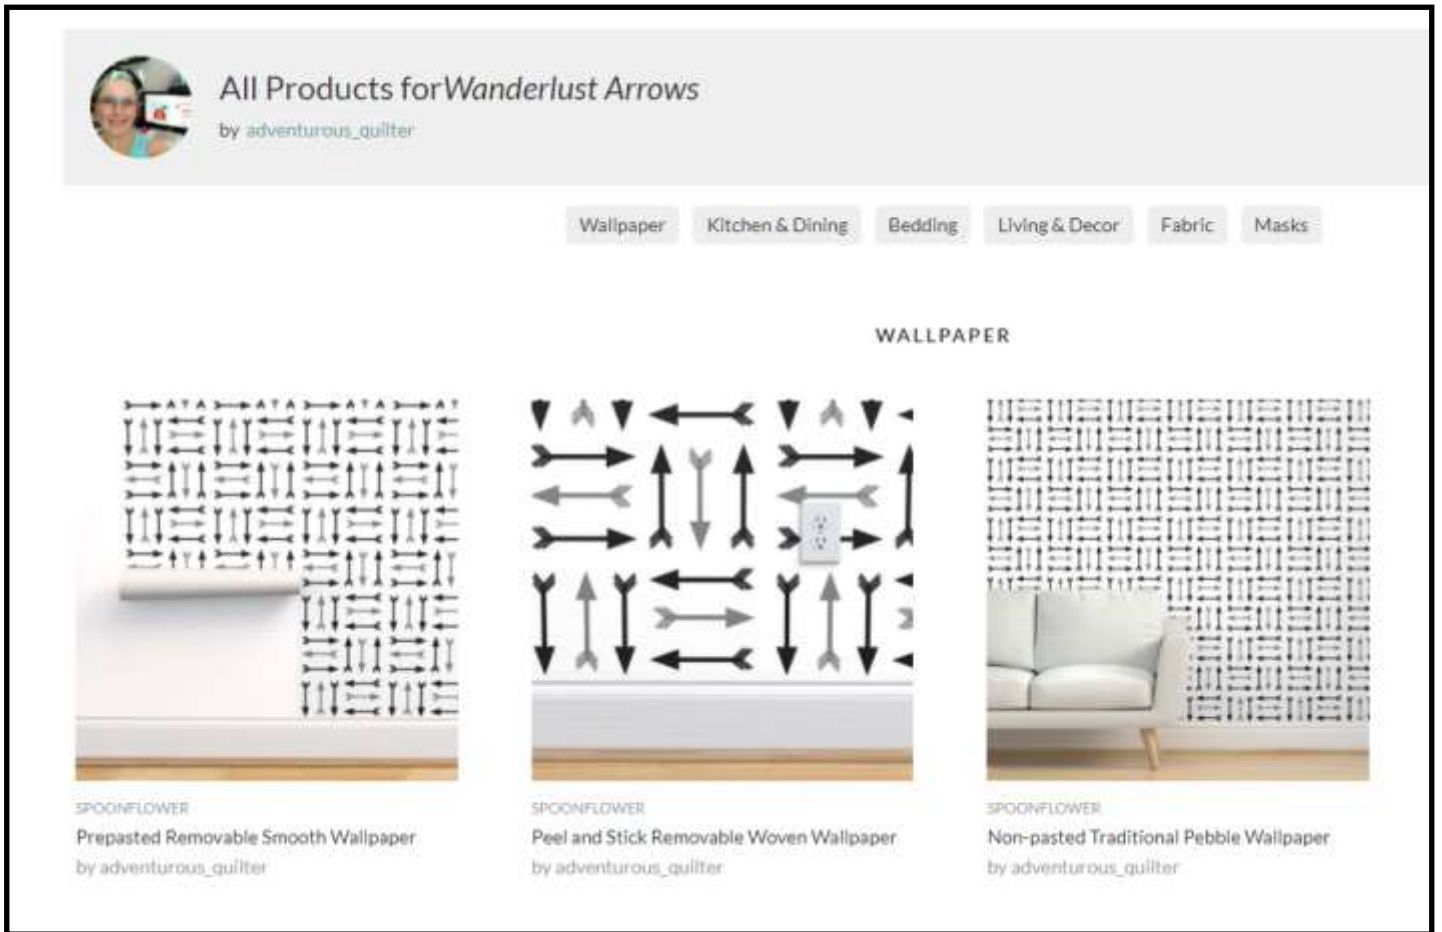 All Products for Wanderlust Arrows
by adventurous_quilter
Wallpaper Kitchen & Dining Bedding Living & Decor Fabric Masks
WALLPAPER
SPOONFLOWER
Prepasted Removable Smooth Wallpaper
by adventurous_quilter
SPOONFLOWER
Peel and Stick Removable Woven Wallpaper
by adventurous_quilter
SPOONFLOWER
Non-pasted Traditional Pebble Wallpaper
by adventurous_quilter